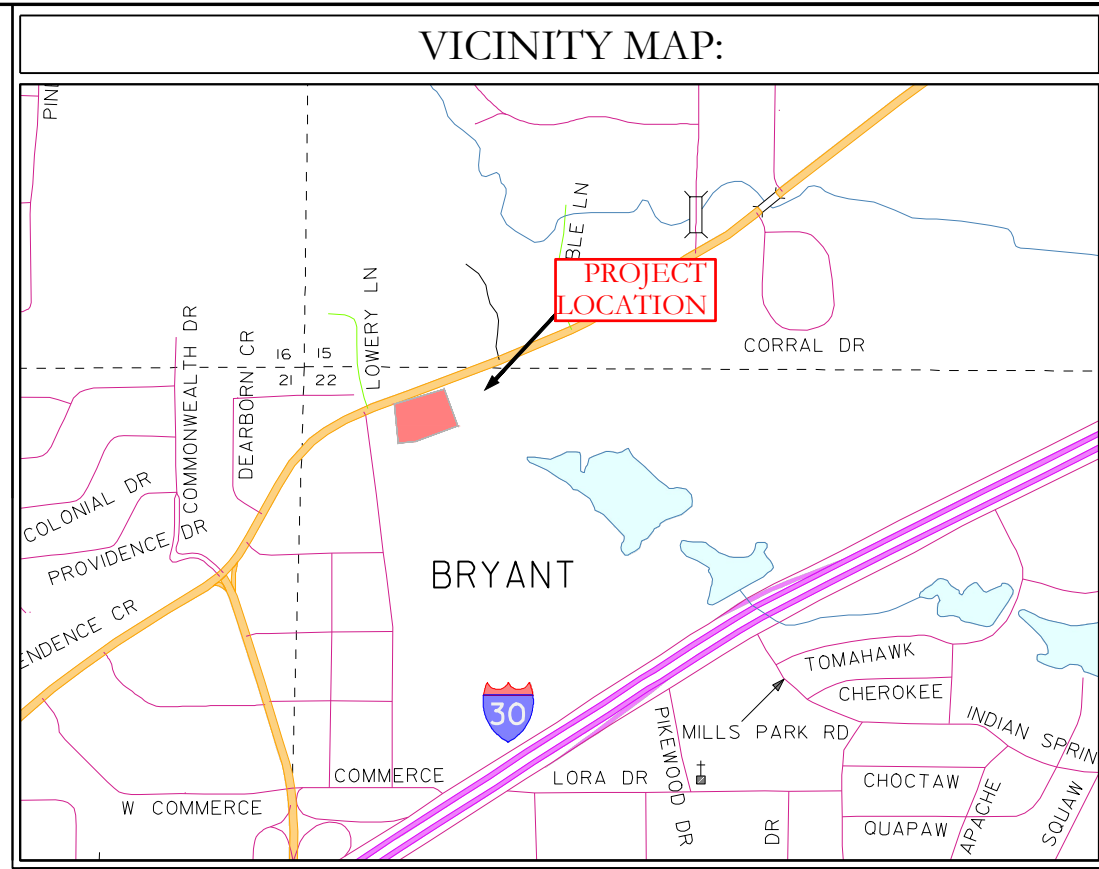 VICINITY MAP:
PIN
BLE LN
PROJECT
LOCATION
LOWERY LN
COMMONWEALTH DR
DEARBORN CR
16 15
21 22
CORRAL DR
COLONIAL DR
PROVIDENCE DR
BRYANT
ENDENCE CR
TOMAHAWK
CHEROKEE
30
PIKEWOOD DR
MILLS PARK RD
INDIAN SPRIN
COMMERCE
LORA DR
CHOCTAW
W COMMERCE
APACHE
SQUAW
DR
QUAPAW